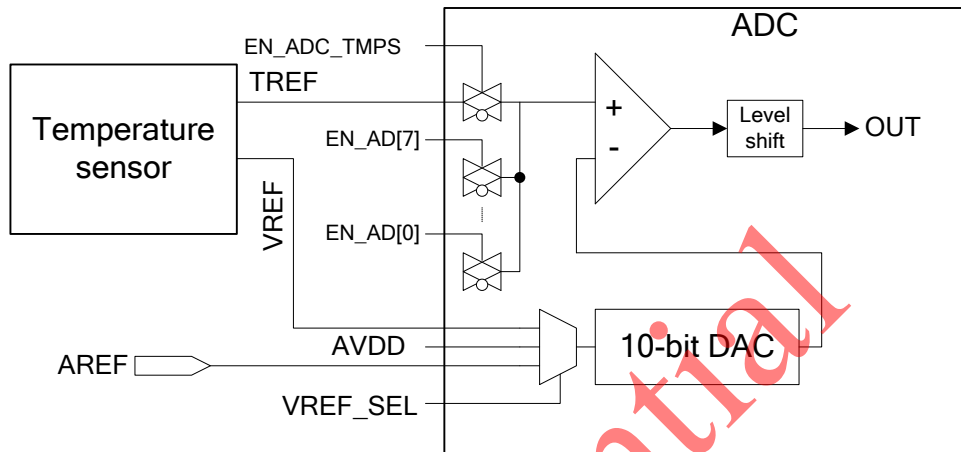 ADC
EN_ADC_TMPS
TREF
Temperature
sensor
EN_AD[7]
+
-
Level
shift
OUT
VREF
EN_AD[0]
AVDD
10-bit DAC
AREF
VREF_SEL
ntial